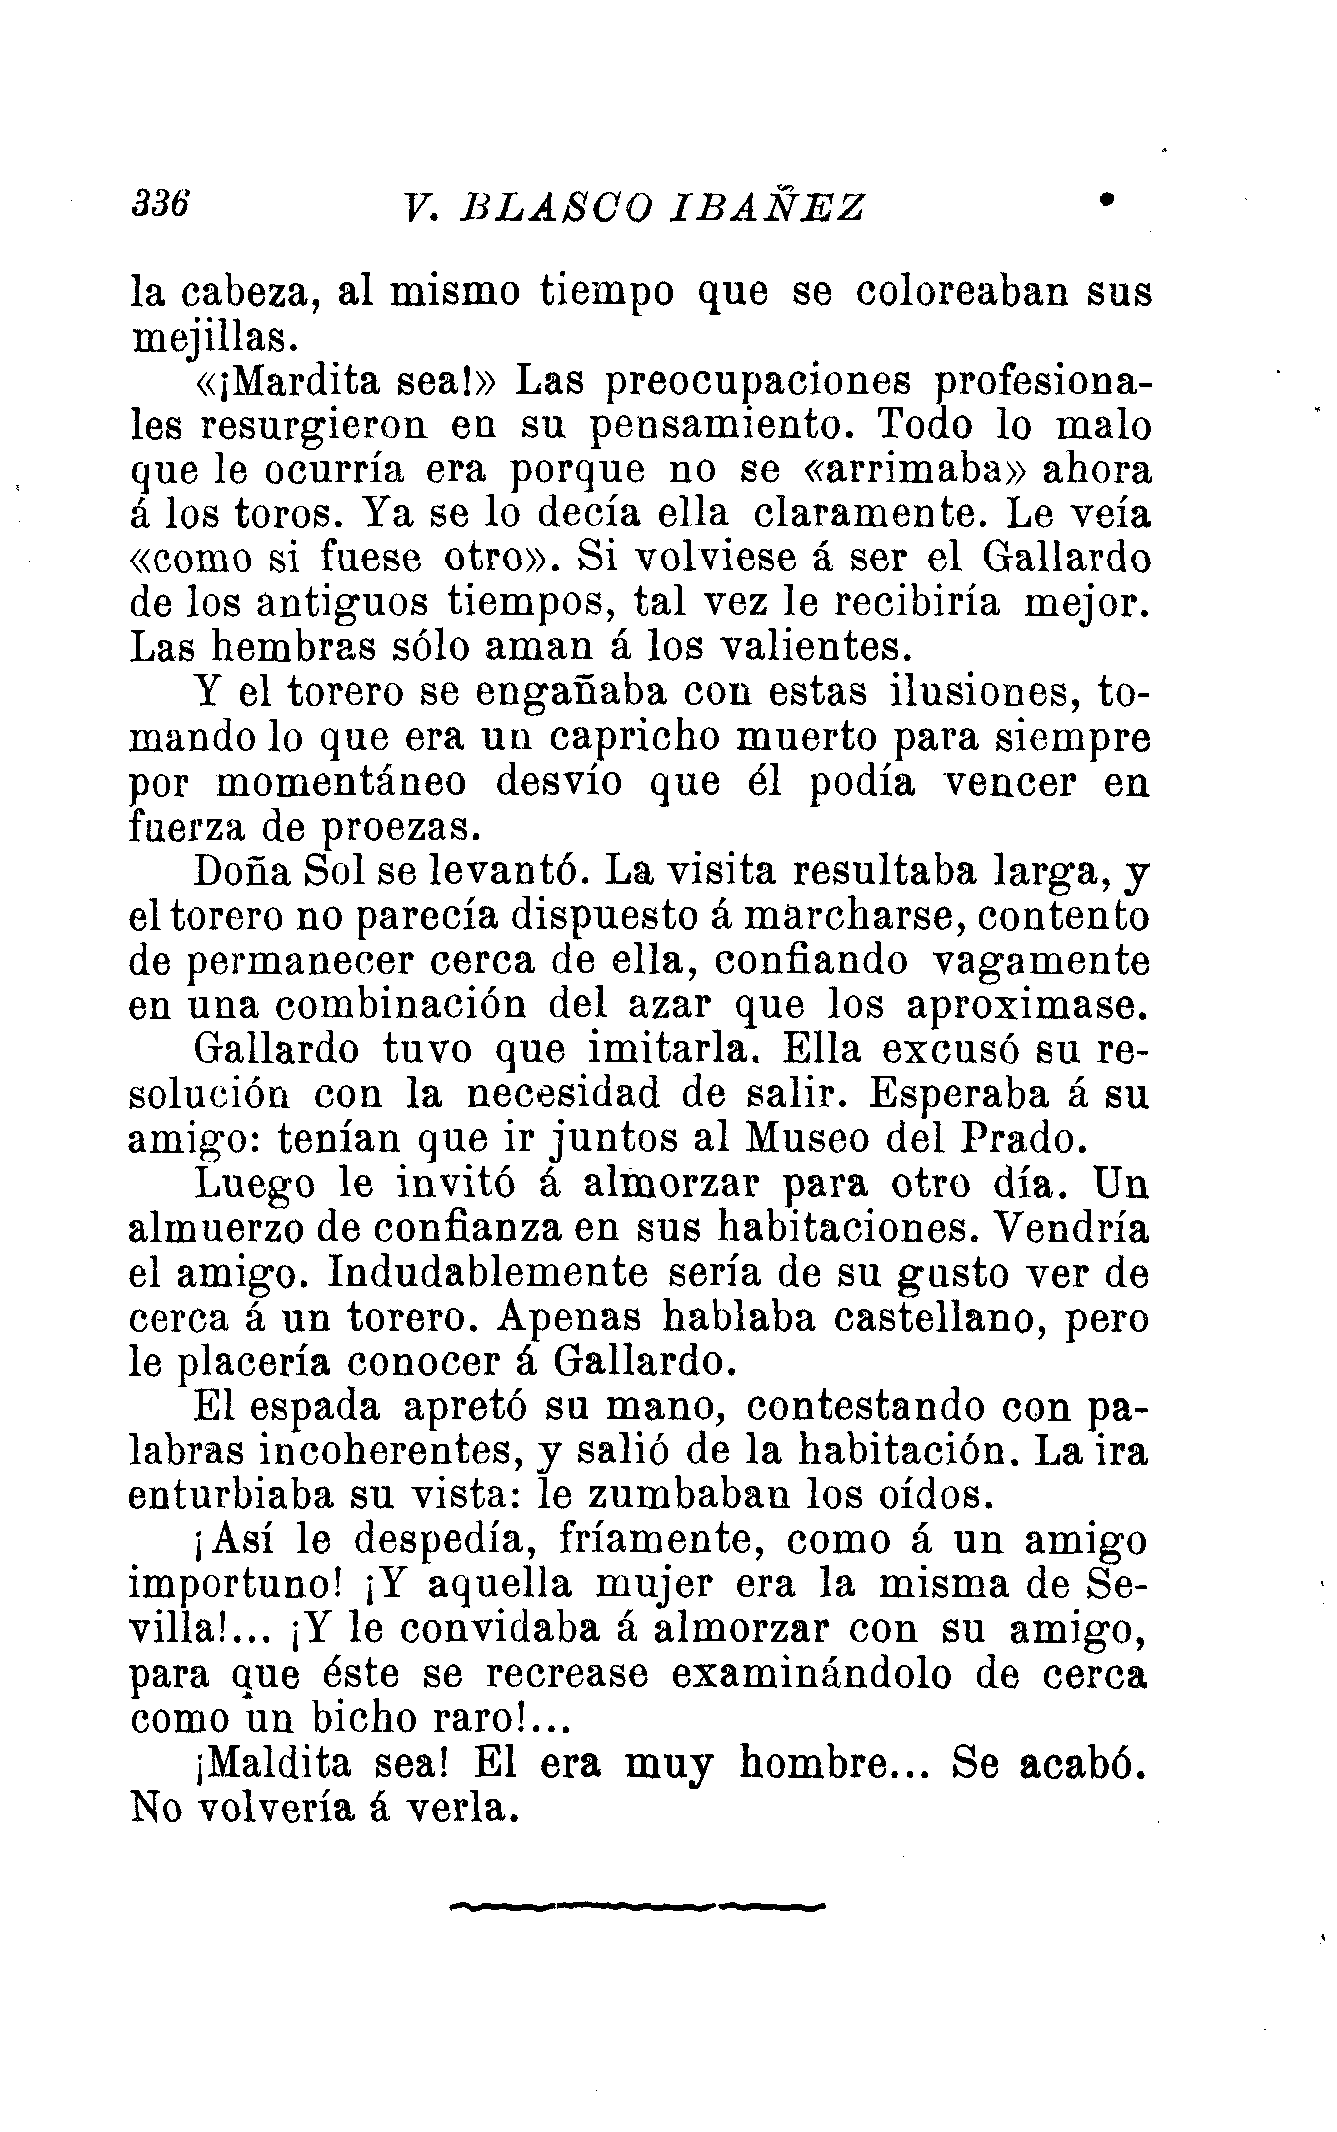 336 V. BLASCO IBAÑEZ
la cabeza, al mismo tiempo que se coloreaban sus
mejillas.
«¡Mardita sea!» Las preocupaciones profesiona-
les resurgieron en su pensamiento. Todo lo malo
que le ocurría era porque no se «arrimaba» ahora
á los toros. Ya se lo decía ella claramente. Le veía
«como si fuese otro». Si volviese á ser el Gallardo
de los antiguos tiempos, tal vez le recibiría mejor.
Las hembras sólo aman á los valientes.
Y el torero se engañaba con estas ilusiones, to-
mando lo que era un capricho muerto para siempre
por momentáneo desvío que él podía vencer en
fuerza de proezas.
Doña Sol se levantó. La visita resultaba larga, y
el torero no parecía dispuesto á marcharse, contento
de permanecer cerca de ella, confiando vagamente
en una combinación del azar que los aproximase.
Gallardo tuvo que imitarla. Ella excusó su re-
solución con la necesidad de salir. Esperaba á su
amigo: tenían que ir juntos al Museo del Prado.
Luego le invitó á almorzar para otro día. Un
almuerzo de confianza en sus habitaciones. Vendría
el amigo. Indudablemente sería de su gusto ver de
cerca á un torero. Apenas hablaba castellano, pero
le placería conocer á Gallardo.
El espada apretó su mano, contestando con pa-
labras incoherentes, y salió de la habitación. La ira
enturbiaba su vista: le zumbaban los oídos.
¡Así le despedía, fríamente, como á un amigo
importuno! ¡Y aquella mujer era la misma de Se-
villa!... ¡Y le convidaba á almorzar con su amigo,
para que éste se recrease examinándolo de cerca
como un bicho raro!...
¡Maldita sea! El era muy hombre... Se acabó.
No volvería á verla.